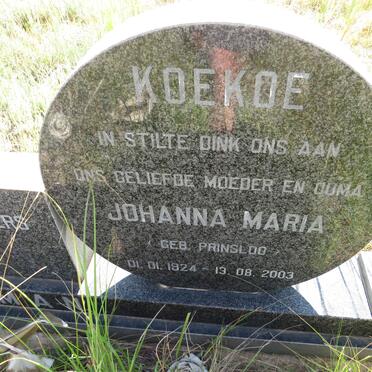 KOEKOE
IN STILTE DINK ONS AAN
ONS GELIEFDE MOEDER EN OUMA
JOHANNA MARIA
(GEB. PRINSLOO)
01. 01. 1924 - 13. 08. 2003